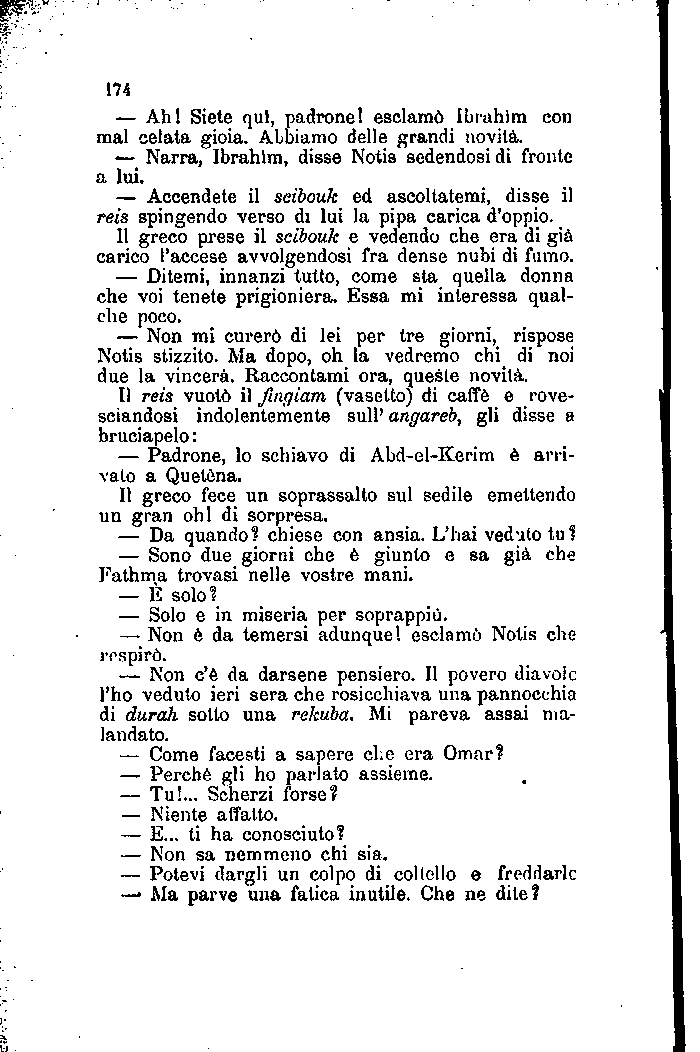 174
— Ah! Siete quì, padrone! esclamò Ibrahim con
mal celata gioia. Abbiamo delle grandi novità.
— Narra, Ibrahim, disse Notis sedendosi di fronte
a lui.
— Accendete il scibouk ed ascoltatemi, disse il
reis spingendo verso di lui la pipa carica d'oppio.
Il greco prese il scibouk e vedendo che era di già
carico l'accese avvolgendosi fra dense nubi di fumo.
— Ditemi, innanzi tutto, come sta quella donna
che voi tenete prigioniera. Essa mi interessa qual-
che poco.
— Non mi curerò di lei per tre giorni, rispose
Notis stizzito. Ma dopo, oh la vedremo chi di noi
due la vincerà. Raccontami ora, queste novità.
Il reis vuotò il fingiam (vasetto) di caffè e rove-
sciandosi indolentemente sull' angareb, gli disse a
bruciapelo:
— Padrone, lo schiavo di Abd-el-Kerim è arri-
vato a Quetèna.
Il greco fece un soprassalto sul sedile emettendo
un gran oh! di sorpresa.
— Da quando? chiese con ansia. L'hai veduto tu?
— Sono due giorni che è giunto e sa già che
Fathma trovasi nelle vostre mani.
— È solo?
— Solo e in miseria per soprappiù.
— Non è da temersi adunque! esclamò Notis che
respirò.
— Non c'è da darsene pensiero. Il povero diavolo
l'ho veduto ieri sera che rosicchiava una pannocchia
di durah sotto una rekuba. Mi pareva assai ma-
landato.
— Come facesti a sapere che era Omar?
— Perchè gli ho parlato assieme.
— Tu!... Scherzi forse?
— Niente affatto.
— E... ti ha conosciuto?
— Non sa nemmeno chi sia.
— Potevi dargli un colpo di coltello e freddarlo
— Ma parve una fatica inutile. Che ne dite?